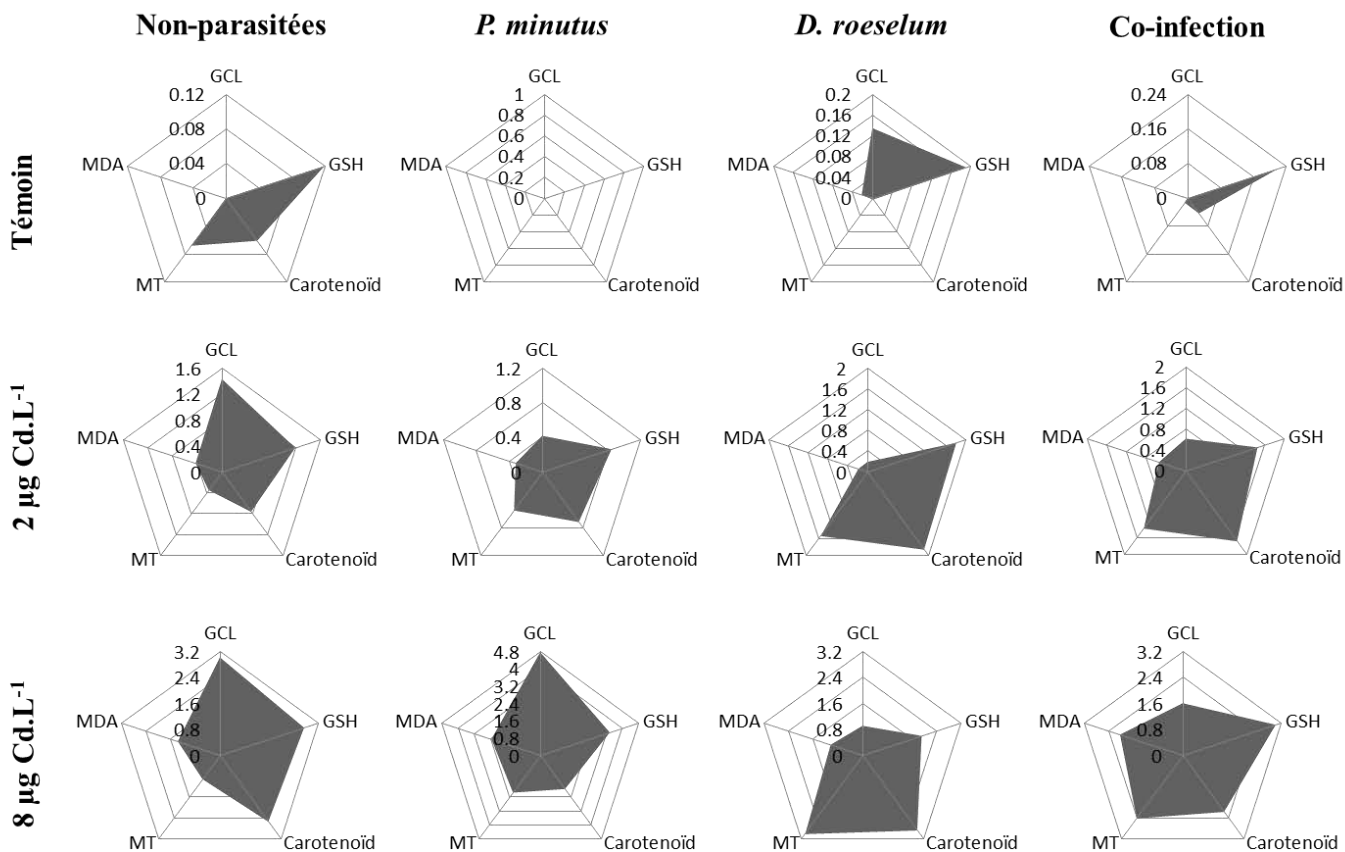 Non-parasitées
P. minutus
D. roeselum
Co-infection
Témoin
GCL
0.12
0.08
0.04
0
MDA
GSH
MT
Carotenoïd
GCL
1
0.8
0.6
0.4
0.2
0
MDA
GSH
MT
Carotenoïd
GCL
0.2
0.16
0.12
0.08
0.04
0
MDA
GSH
MT
Carotenoïd
GCL
0.24
0.16
0.08
0
MDA
GSH
MT
Carotenoïd
2 µg Cd.L⁻¹
GCL
1.6
1.2
0.8
0.4
0
MDA
GSH
MT
Carotenoïd
GCL
1.2
0.8
0.4
0
MDA
GSH
MT
Carotenoïd
GCL
2
1.6
1.2
0.8
0.4
0
MDA
GSH
MT
Carotenoïd
GCL
2
1.6
1.2
0.8
0.4
0
MDA
GSH
MT
Carotenoïd
8 µg Cd.L⁻¹
GCL
3.2
2.4
1.6
0.8
0
MDA
GSH
MT
Carotenoïd
GCL
4.8
4
3.2
2.4
1.6
0.8
0
MDA
GSH
MT
Carotenoïd
GCL
3.2
2.4
1.6
0.8
0
MDA
GSH
MT
Carotenoïd
GCL
3.2
2.4
1.6
0.8
0
MDA
GSH
MT
Carotenoïd